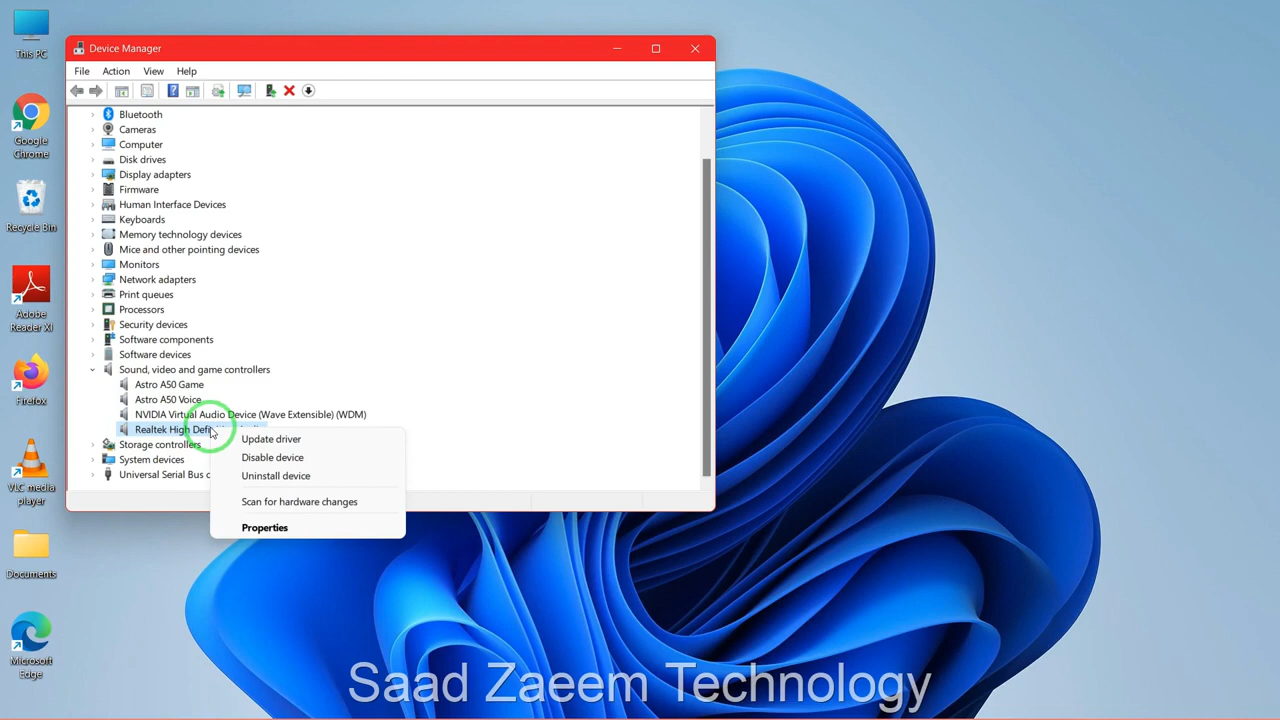 This PC
Google
Chrome
Recycle Bin
Adobe
Reader XI
Firefox
VLC media
player
Documents
Microsoft
Edge
Device Manager
File Action View Help
Bluetooth
Cameras
Computer
Disk drives
Display adapters
Firmware
Human Interface Devices
Keyboards
Memory technology devices
Mice and other pointing devices
Monitors
Network adapters
Print queues
Processors
Security devices
Software components
Software devices
Sound, video and game controllers
Astro A50 Game
Astro A50 Voice
NVIDIA Virtual Audio Device (Wave Extensible) (WDM)
Realtek High
Storage controllers
System devices
Universal Serial Bus
Update driver
Disable device
Uninstall device
Scan for hardware changes
Properties
Saad Zaeem Technology